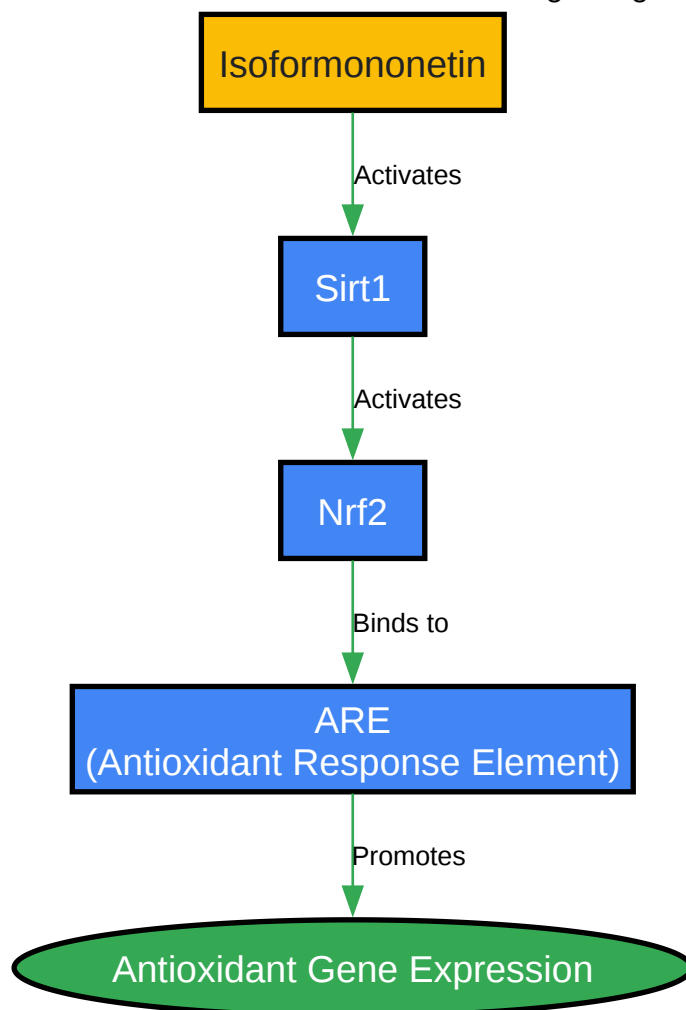 Isoformononetin
Activates
Sirt1
Activates
Nrf2
Binds to
ARE
(Antioxidant Response Element)
Promotes
Antioxidant Gene Expression